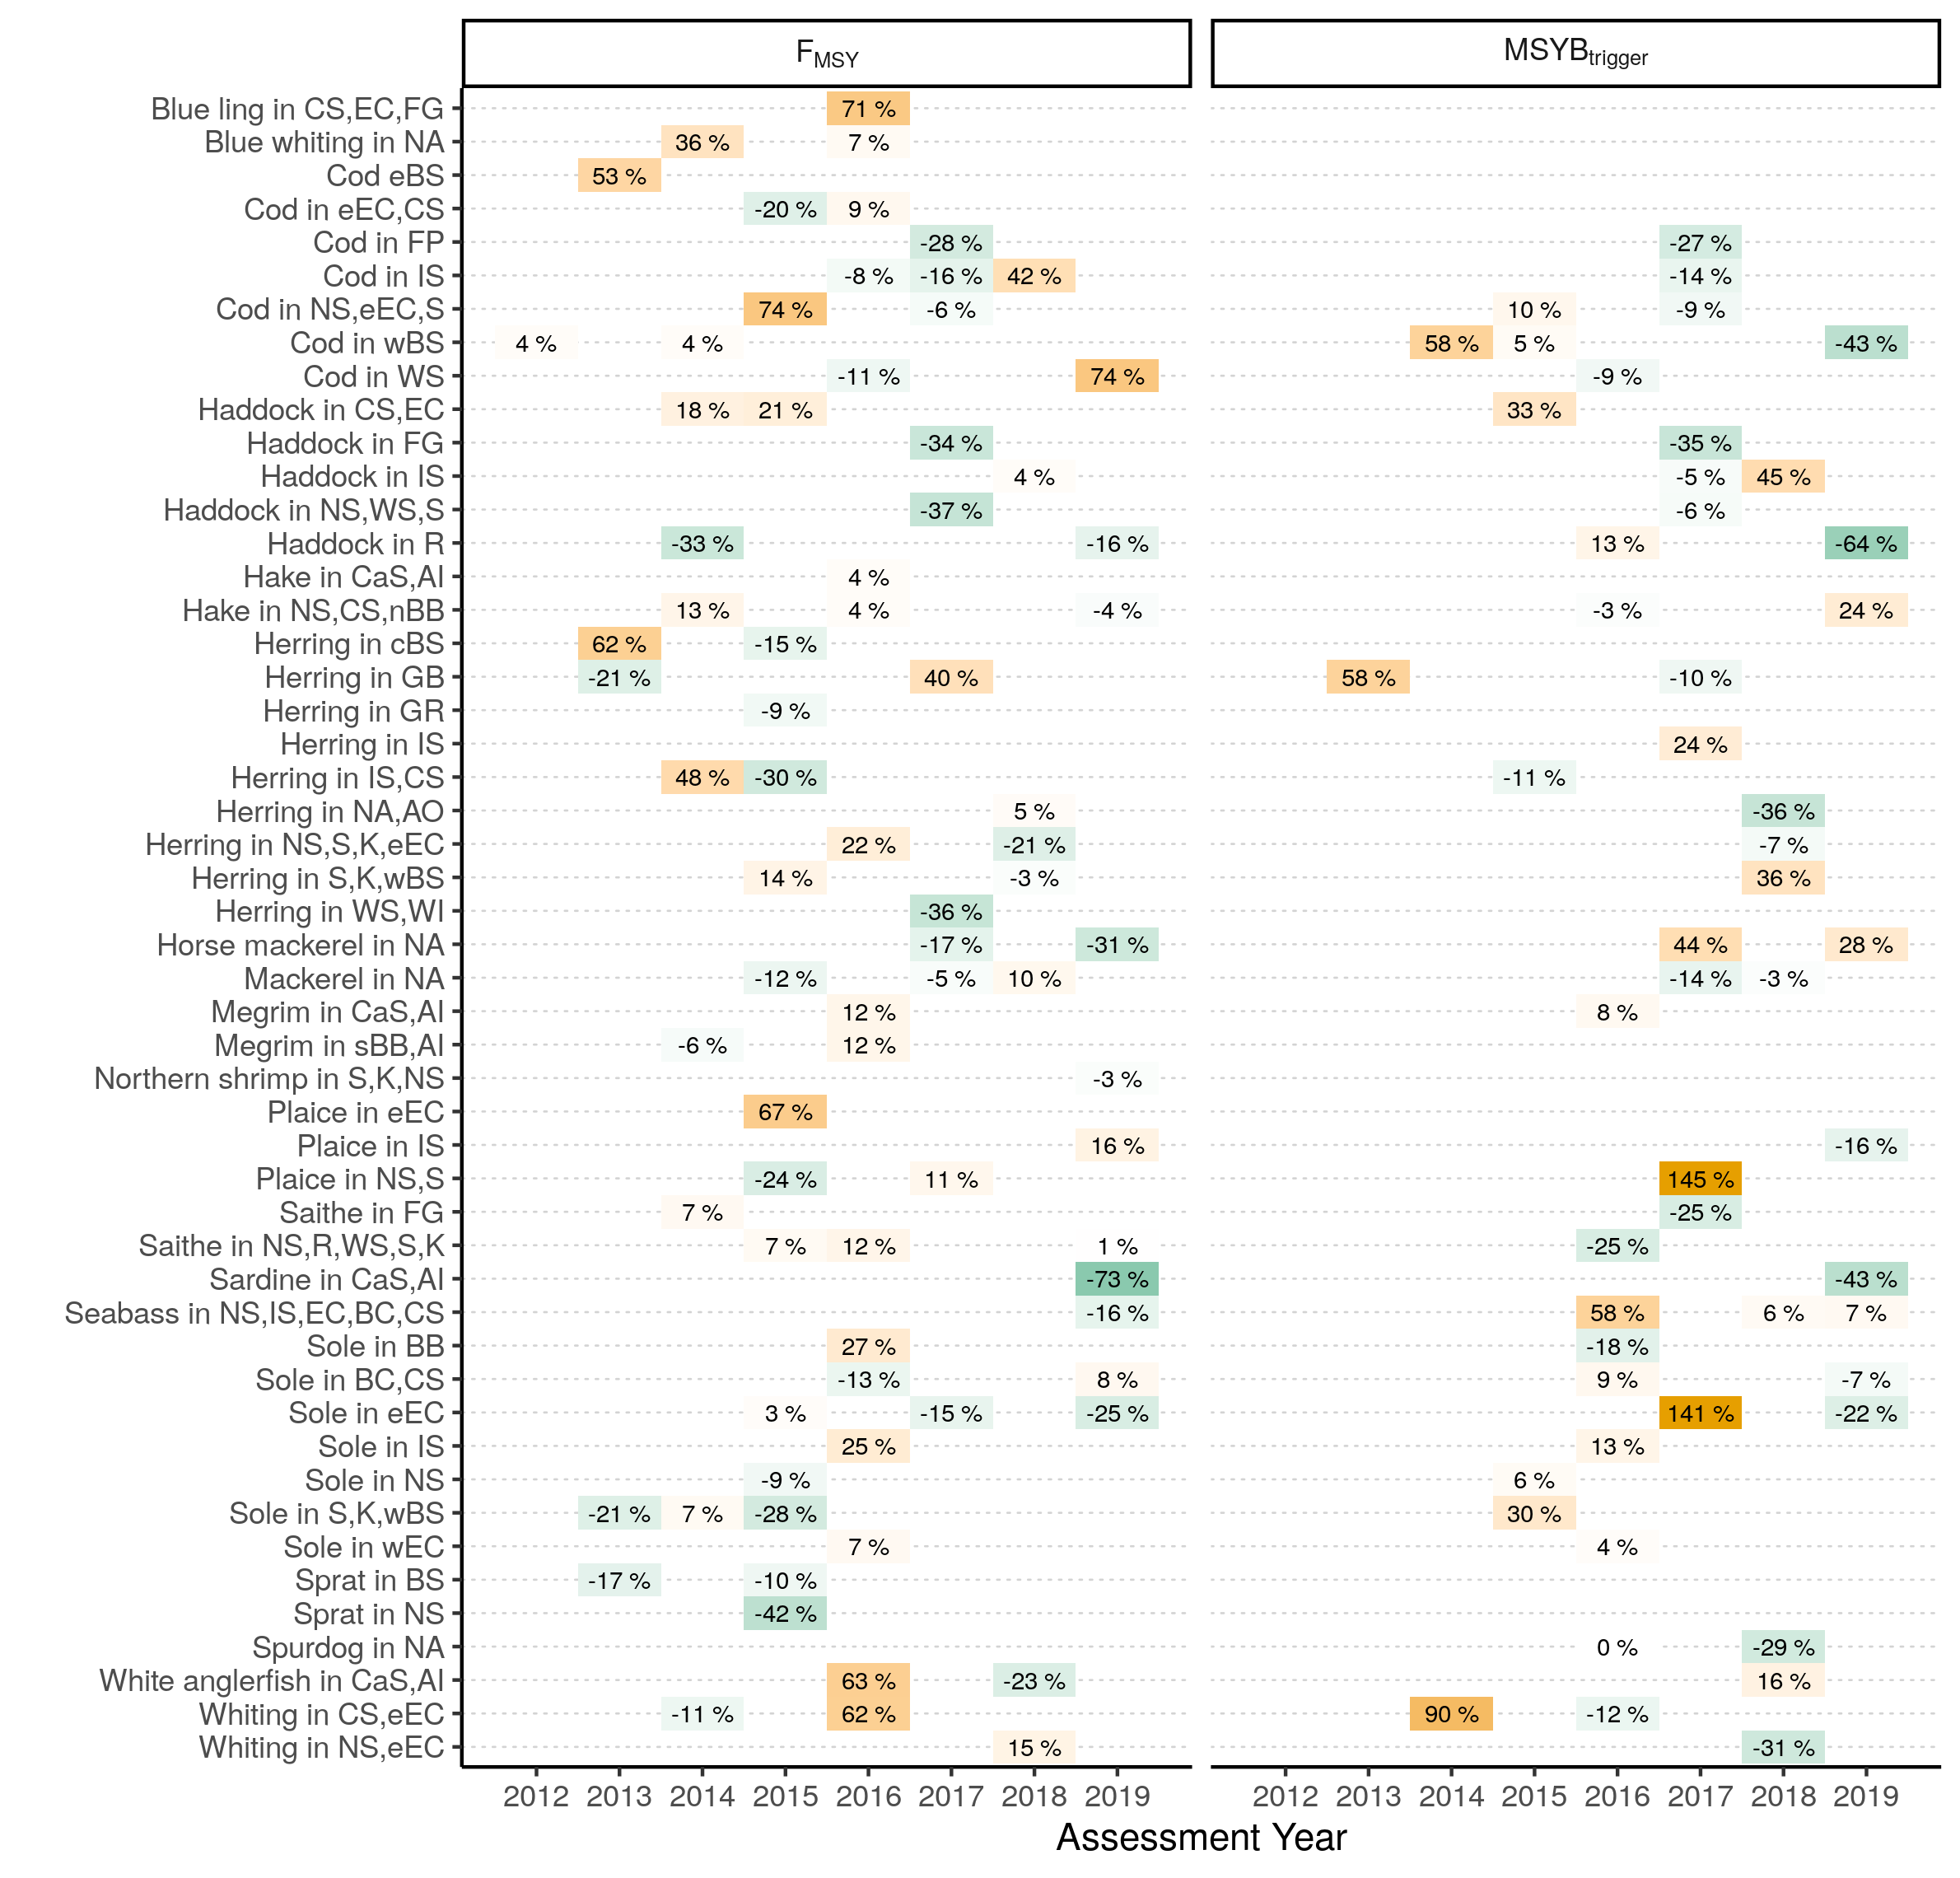 F_MSY MSYB_trigger
Blue ling in CS,EC,FG 71 %
Blue whiting in NA 36 % 7 %
Cod eBS 53 %
Cod in eEC,CS -20 % 9 %
Cod in FP -28 % -27 %
Cod in IS -8 % -16 % 42 % -14 %
Cod in NS,eEC,S 74 % -6 % 10 % -9 %
Cod in wBS 4 % 4 % 58 % 5 % -43 %
Cod in WS -11 % 74 % -9 %
Haddock in CS,EC 18 % 21 % 33 %
Haddock in FG -34 % -35 %
Haddock in IS 4 % -5 % 45 %
Haddock in NS,WS,S -37 % -6 %
Haddock in R -33 % -16 % 13 % -64 %
Hake in CaS,AI 4 %
Hake in NS,CS,nBB 13 % 4 % -4 % -3 % 24 %
Herring in cBS 62 % -15 %
Herring in GB -21 % 40 % 58 % -10 %
Herring in GR -9 %
Herring in IS 24 %
Herring in IS,CS 48 % -30 % -11 %
Herring in NA,AO 5 % -36 %
Herring in NS,S,K,eEC 22 % -21 % -7 %
Herring in S,K,wBS 14 % -3 % 36 %
Herring in WS,WI -36 %
Horse mackerel in NA -17 % -31 % 44 % 28 %
Mackerel in NA -12 % -5 % 10 % -14 % -3 %
Megrim in CaS,AI 12 % 8 %
Megrim in sBB,AI -6 % 12 %
Northern shrimp in S,K,NS -3 %
Plaice in eEC 67 %
Plaice in IS 16 % -16 %
Plaice in NS,S -24 % 11 % 145 %
Saithe in FG 7 % -25 %
Saithe in NS,R,WS,S,K 7 % 12 % 1 % -25 %
Sardine in CaS,AI -73 % -43 %
Seabass in NS,IS,EC,BC,CS -16 % 58 % 6 % 7 %
Sole in BB 27 % -18 %
Sole in BC,CS -13 % 8 % 9 % -7 %
Sole in eEC 3 % -15 % -25 % 141 % -22 %
Sole in IS 25 % 13 %
Sole in NS -9 % 6 %
Sole in S,K,wBS -21 % 7 % -28 % 30 %
Sole in wEC 7 % 4 %
Sprat in BS -17 % -10 %
Sprat in NS -42 %
Spurdog in NA 0 % -29 %
White anglerfish in CaS,AI 63 % -23 % 16 %
Whiting in CS,eEC -11 % 62 % 90 % -12 %
Whiting in NS,eEC 15 % -31 %
2012 2013 2014 2015 2016 2017 2018 2019 2012 2013 2014 2015 2016 2017 2018 2019
Assessment Year